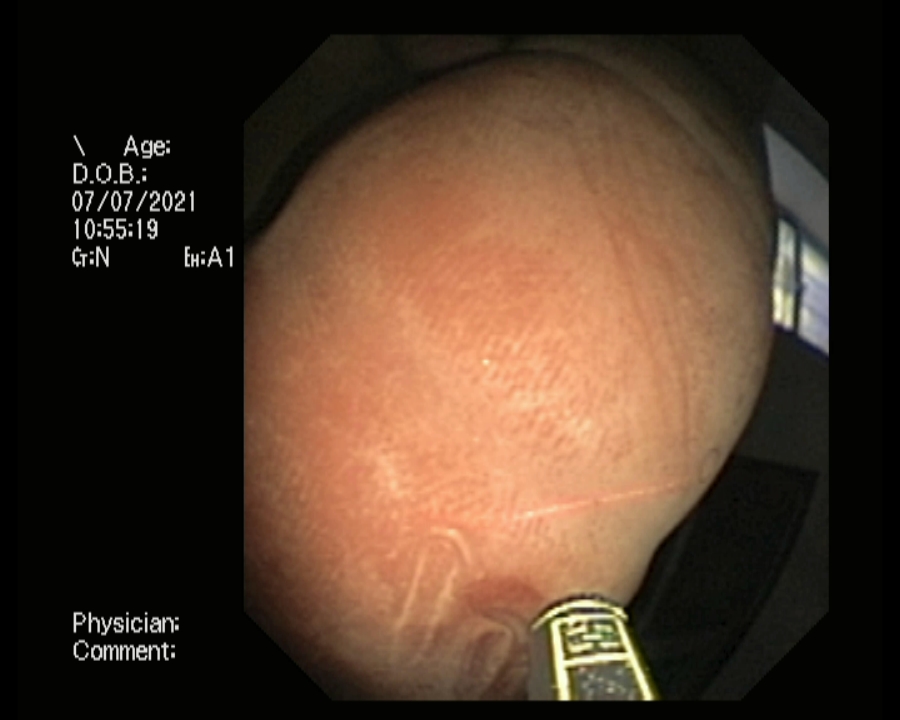 \ Age:
D.O.B.:
07/07/2021
10:55:19
Cr:N EH:A1
Physician:
Comment: